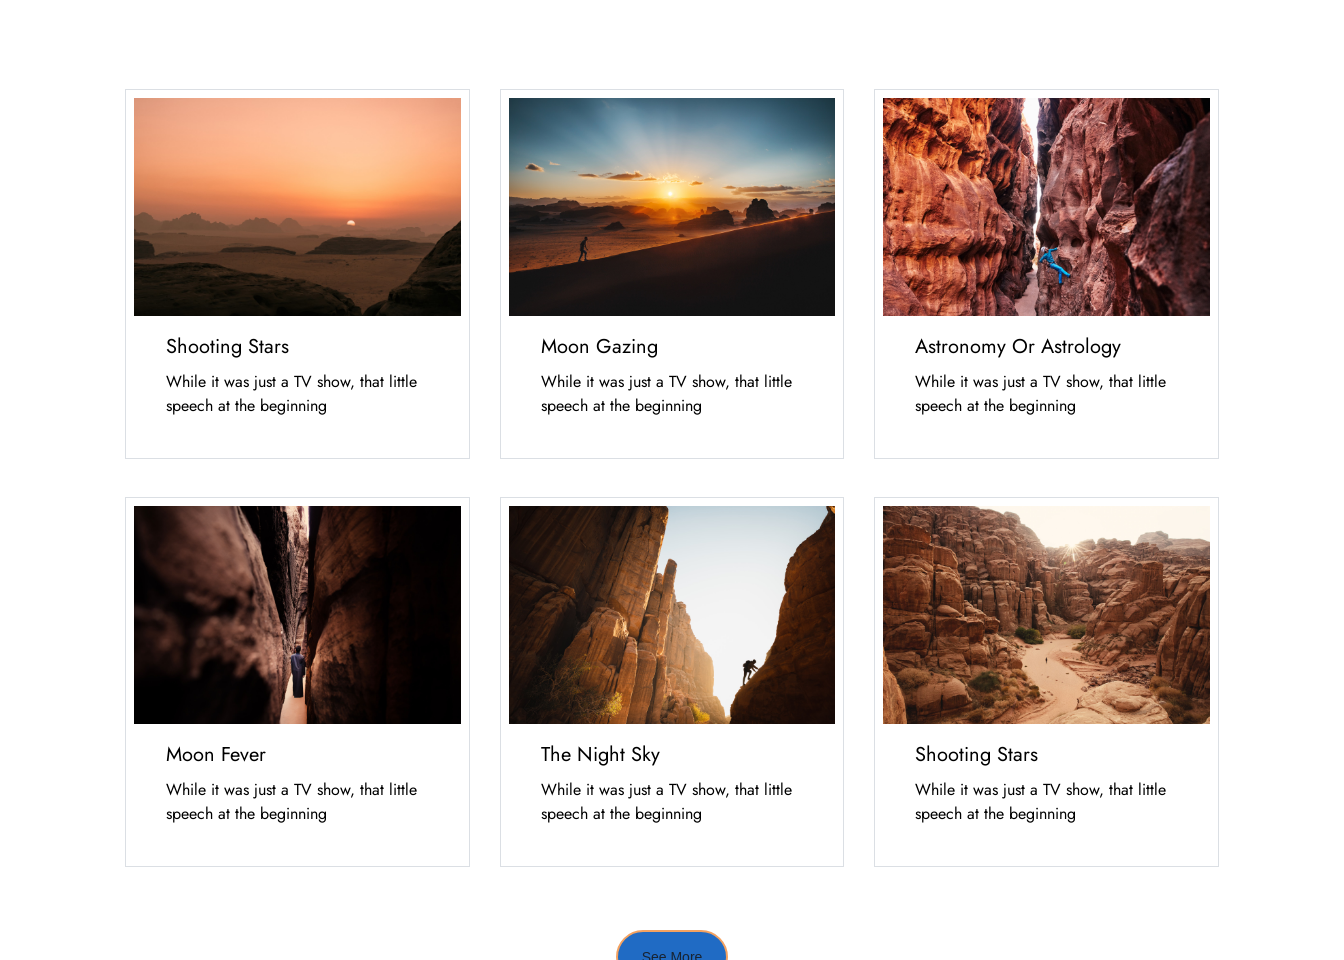 Shooting Stars
While it was just a TV show, that little
speech at the beginning
Moon Gazing
While it was just a TV show, that little
speech at the beginning
Astronomy Or Astrology
While it was just a TV show, that little
speech at the beginning
Moon Fever
While it was just a TV show, that little
speech at the beginning
The Night Sky
While it was just a TV show, that little
speech at the beginning
Shooting Stars
While it was just a TV show, that little
speech at the beginning
See More